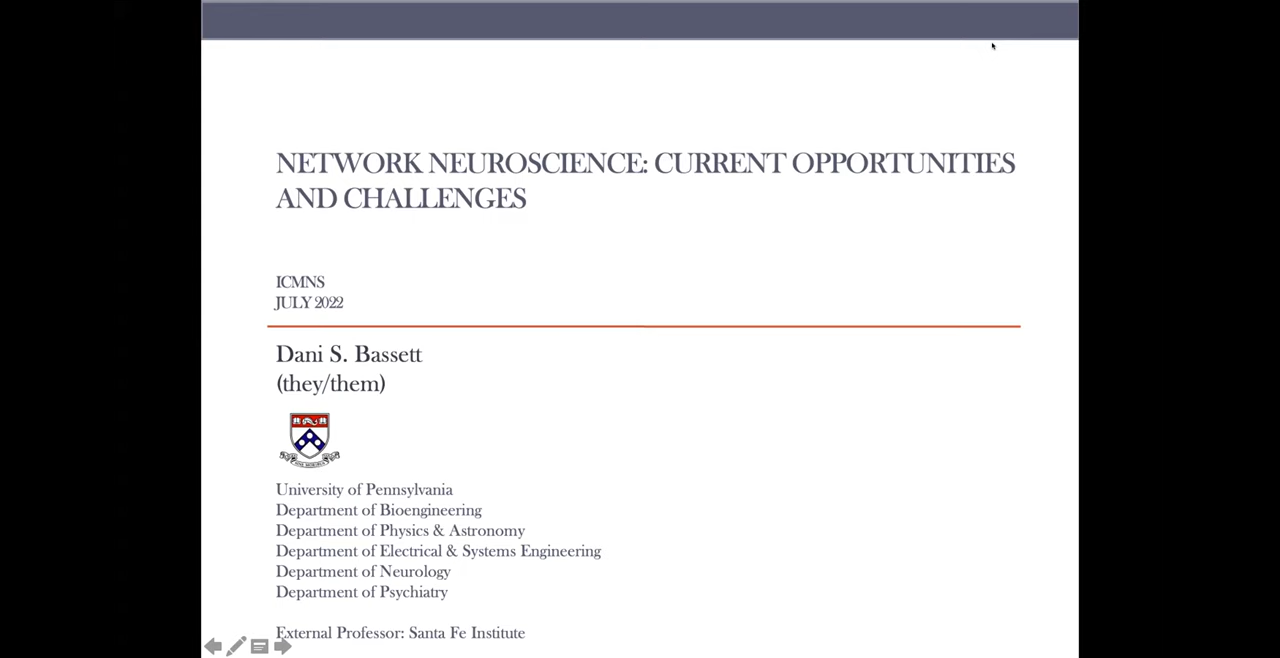 NETWORK NEUROSCIENCE: CURRENT OPPORTUNITIES
AND CHALLENGES
ICMNS
JULY 2022
Dani S. Bassett
(they/them)
University of Pennsylvania
Department of Bioengineering
Department of Physics & Astronomy
Department of Electrical & Systems Engineering
Department of Neurology
Department of Psychiatry
External Professor: Santa Fe Institute